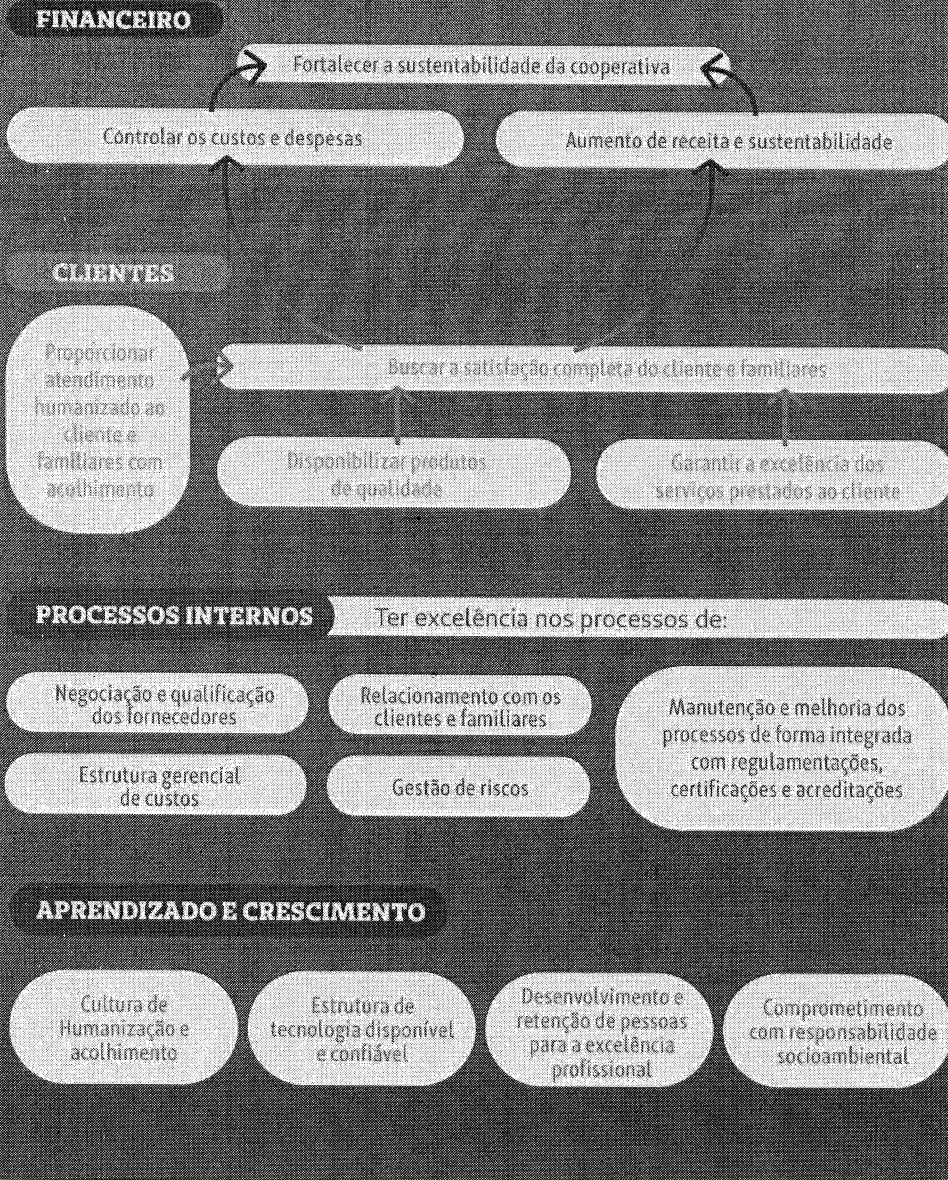 FINANCEIRO
Fortalecer a sustentabilidade da cooperativa
Controlar os custos e despesas
Aumento de receita e sustentabilidade
CLIENTES
Proporcionar
atendimento
humanizado ao
cliente e
familiares com
acolhimento
Buscar a satisfação completa do cliente e familiares
Disponibilizar produtos
de qualidade
Garantir a excelência dos
serviços prestados ao cliente
PROCESSOS INTERNOS
Ter excelência nos processos de:
Negociação e qualificação
dos fornecedores
Relacionamento com os
clientes e familiares
Manutenção e melhoria dos
processos de forma integrada
com regulamentações,
certificações e acreditações
Estrutura gerencial
de custos
Gestão de riscos
APRENDIZADO E CRESCIMENTO
Cultura de
Humanização e
acolhimento
Estrutura de
tecnologia disponível
e confiável
Desenvolvimento e
retenção de pessoas
para a excelência
profissional
Comprometimento
com responsabilidade
socioambiental